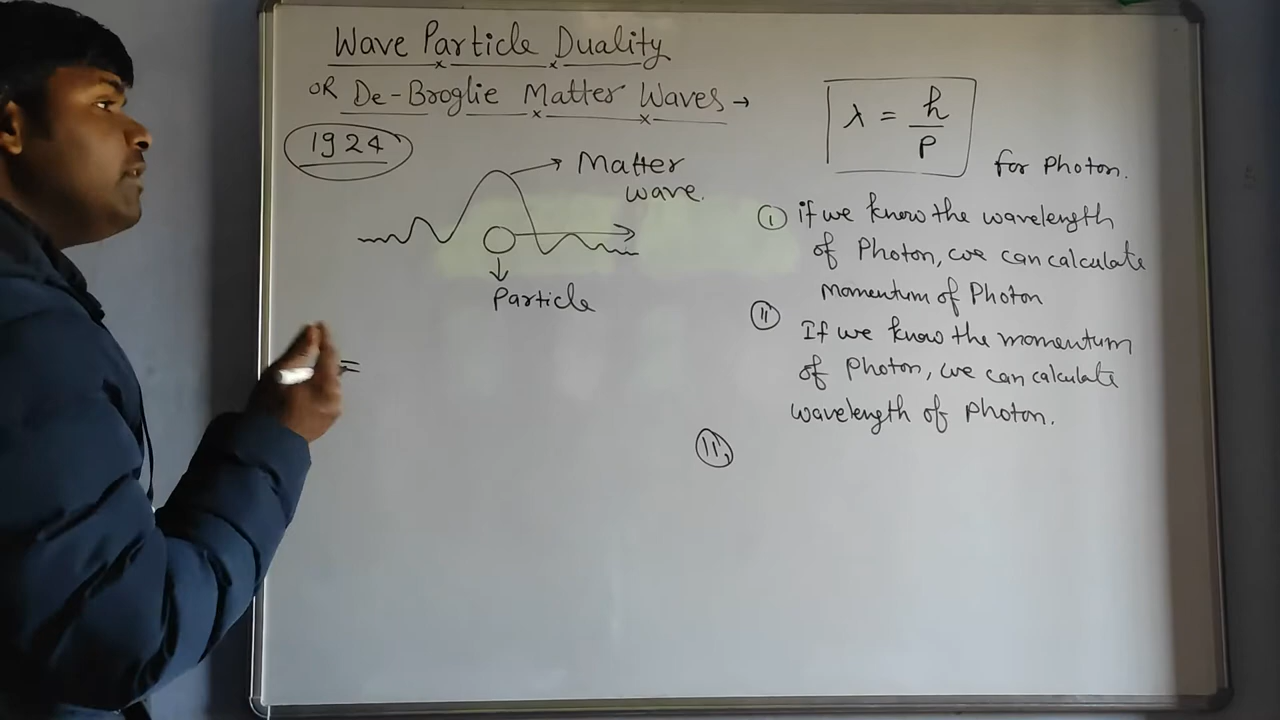 Wave Particle Duality
OR De-Broglie Matter Waves →
1924
Matter
wave.
Particle
=
λ = h/P
for Photon.
(i) if we know the wavelength
of Photon, we can calculate
momentum of Photon
(ii) If we know the momentum
of Photon, we can calculate
wavelength of photon.
(iii)